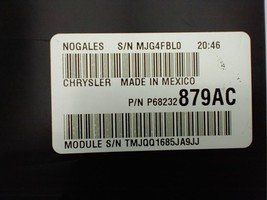 NOGALES S/N MJG4FBL0 20:46
CHRYSLER MADE IN MEXICO
P/N P68232879AC
MODULE S/N TMJQQ1685JA9JJ